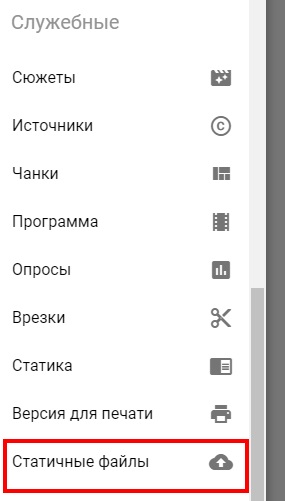 Служебные
Сюжеты
Источники
Чанки
Программа
Опросы
Врезки
Статика
Версия для печати
Статичные файлы